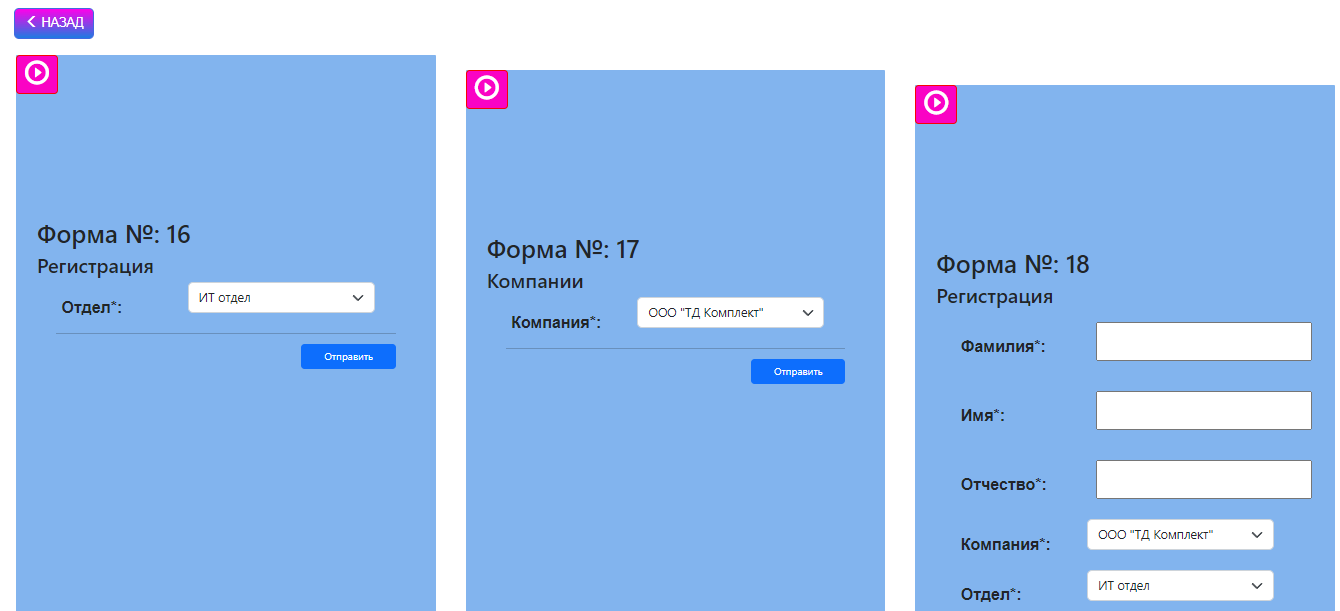 НАЗАД
Форма №: 16
Регистрация
Отдел*:
ИТ отдел
Отправить
Форма №: 17
Компании
Компания*:
ООО "ТД Комплект"
Отправить
Форма №: 18
Регистрация
Фамилия*:
Имя*:
Отчество*:
Компания*:
ООО "ТД Комплект"
Отдел*:
ИТ отдел